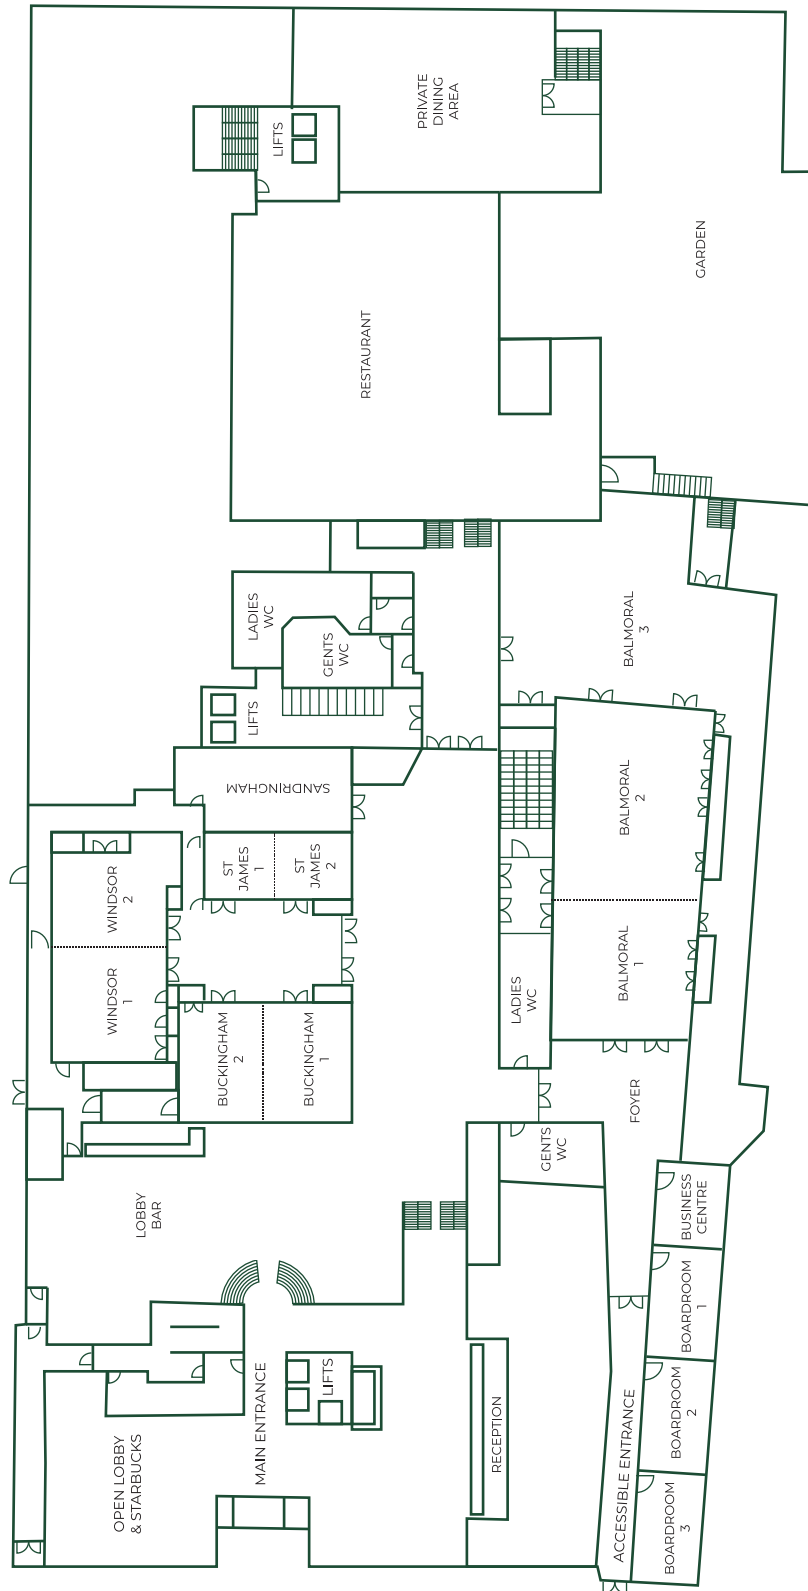 PRIVATE
DINING
AREA
LIFTS
GARDEN
RESTAURANT
LADIES
WC
GENTS
WC
BALMORAL
3
LIFTS
SANDRINGHAM
BALMORAL
2
ST
JAMES
1
ST
JAMES
2
WINDSOR
2
WINDSOR
1
BALMORAL
1
LADIES
WC
BUCKINGHAM
2
BUCKINGHAM
1
FOYER
GENTS
WC
LOBBY
BAR
BUSINESS
CENTRE
BOARDROOM
1
LIFTS
MAIN ENTRANCE
BOARDROOM
2
RECEPTION
ACCESSIBLE ENTRANCE
OPEN LOBBY
& STARBUCKS
BOARDROOM
3